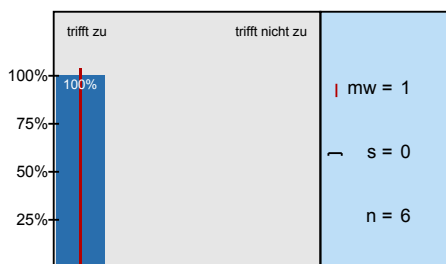 trifft zu trifft nicht zu
100%
100%
mw = 1
75%
50%
s = 0
25%
n = 6